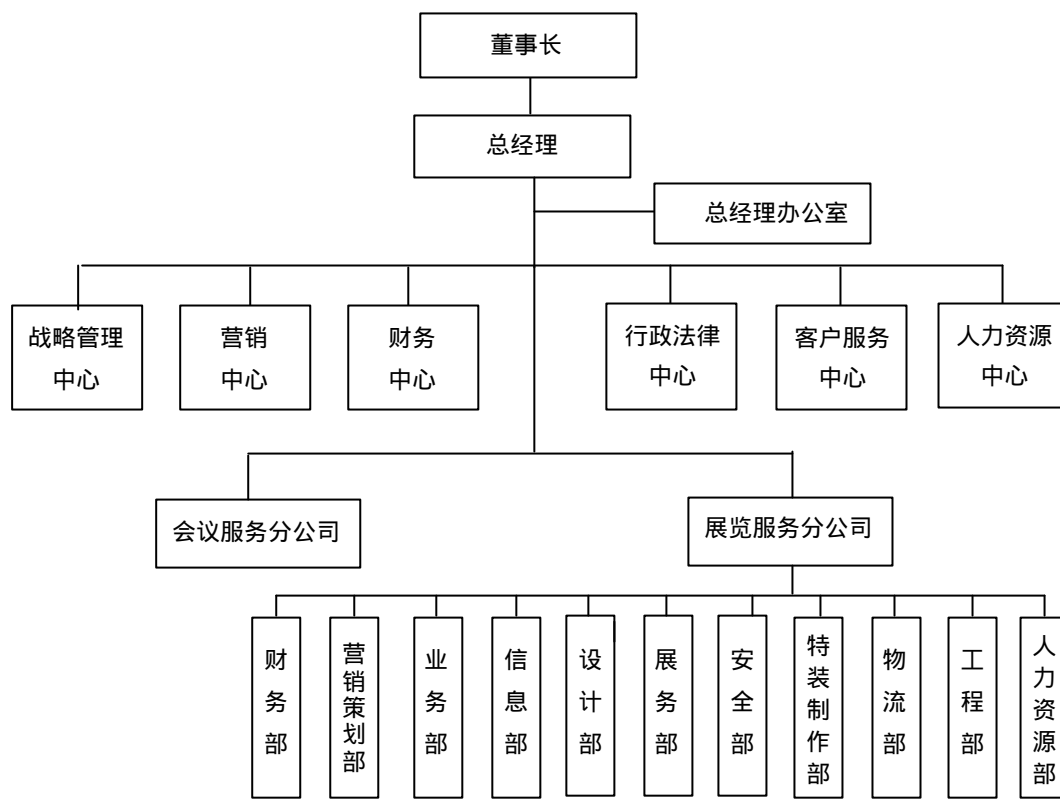 董事长
总经理
总经理办公室
战略管理
中心
营销
中心
财务
中心
行政法律
中心
客户服务
中心
人力资源
中心
会议服务分公司
展览服务分公司
财务部
营销策划部
业务部
信息部
设计部
展务部
安全部
特装制作部
物流部
工程部
人力资源部